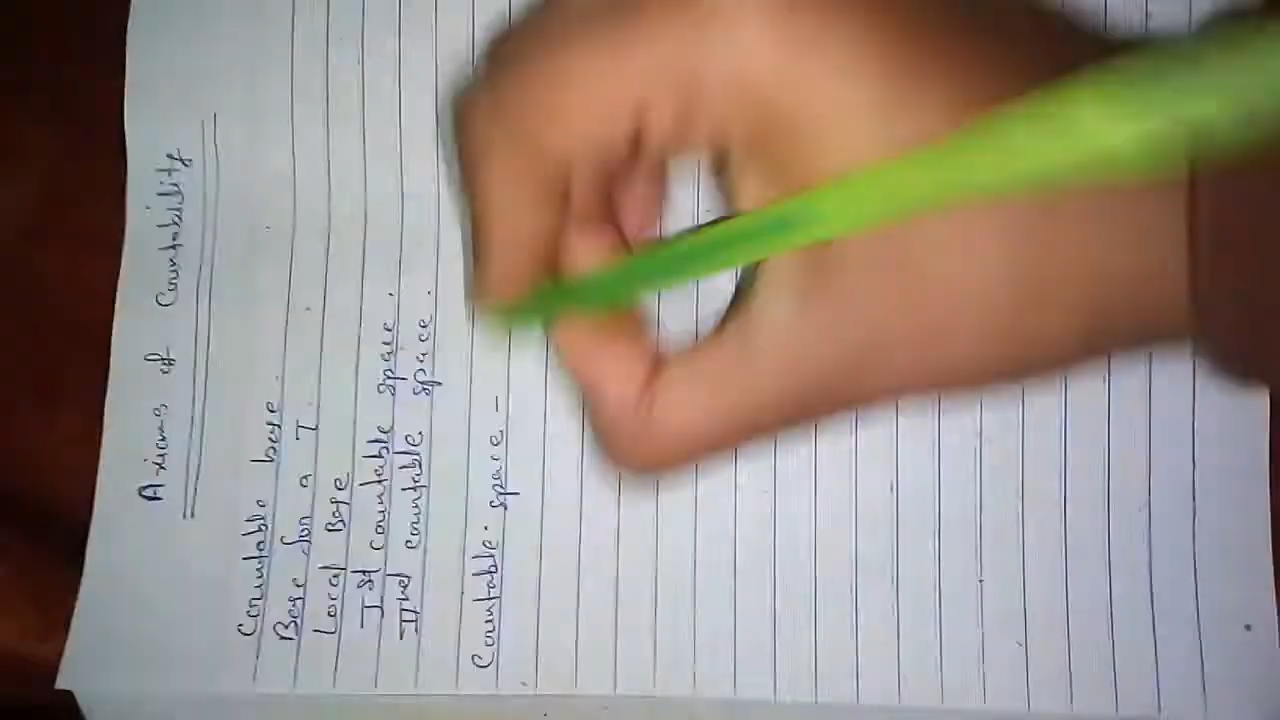 Axioms of Countability
Countable base.
Base for a T.
Local Base
Ist countable space.
IInd countable space.
Countable space -